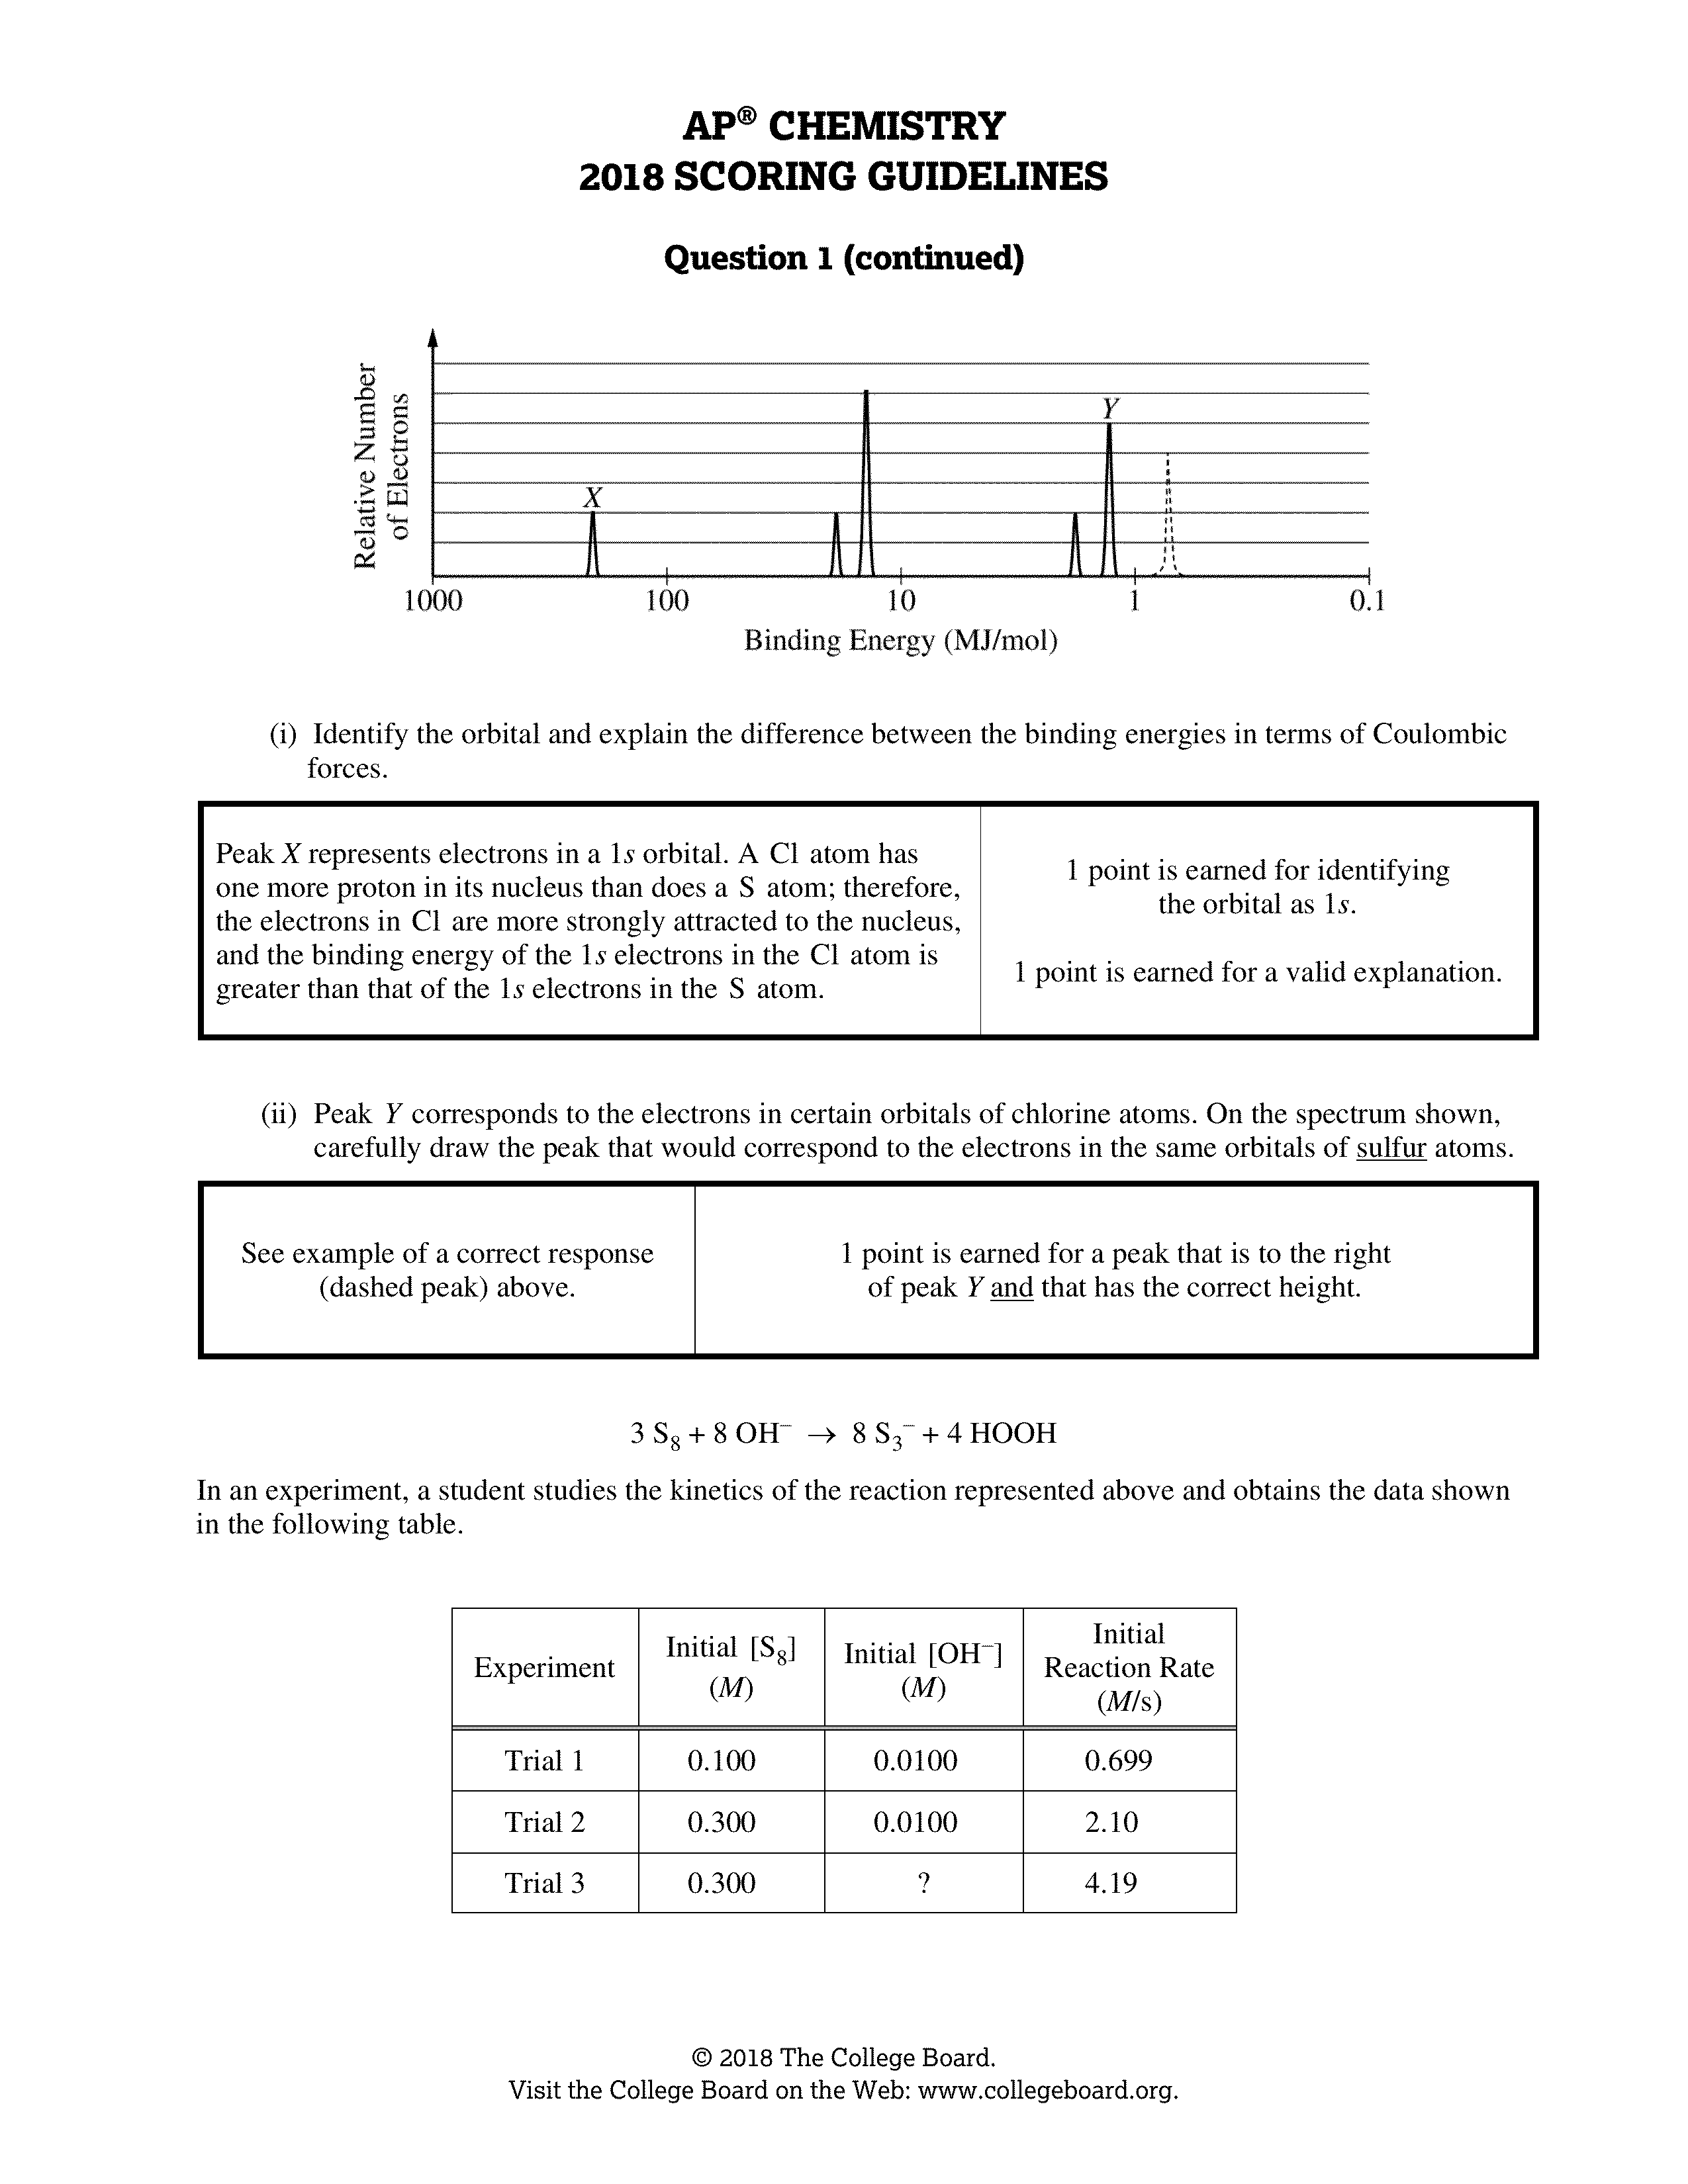 AP® CHEMISTRY
2018 SCORING GUIDELINES
Question 1 (continued)
Relative Number
of Electrons
X
Y
1000 100 10 1 0.1
Binding Energy (MJ/mol)
(i) Identify the orbital and explain the difference between the binding energies in terms of Coulombic
forces.
Peak X represents electrons in a 1s orbital. A Cl atom has
one more proton in its nucleus than does a S atom; therefore,
the electrons in Cl are more strongly attracted to the nucleus,
and the binding energy of the 1s electrons in the Cl atom is
greater than that of the 1s electrons in the S atom.
1 point is earned for identifying
the orbital as 1s.
1 point is earned for a valid explanation.
(ii) Peak Y corresponds to the electrons in certain orbitals of chlorine atoms. On the spectrum shown,
carefully draw the peak that would correspond to the electrons in the same orbitals of sulfur atoms.
See example of a correct response
(dashed peak) above.
1 point is earned for a peak that is to the right
of peak Y and that has the correct height.
3 S₈ + 8 OH⁻ → 8 S₃⁻ + 4 HOOH
In an experiment, a student studies the kinetics of the reaction represented above and obtains the data shown
in the following table.
Experiment
Initial [S₈]
(M)
Initial [OH⁻]
(M)
Initial
Reaction Rate
(M/s)
Trial 1 0.100 0.0100 0.699
Trial 2 0.300 0.0100 2.10
Trial 3 0.300 ? 4.19
© 2018 The College Board.
Visit the College Board on the Web: www.collegeboard.org.